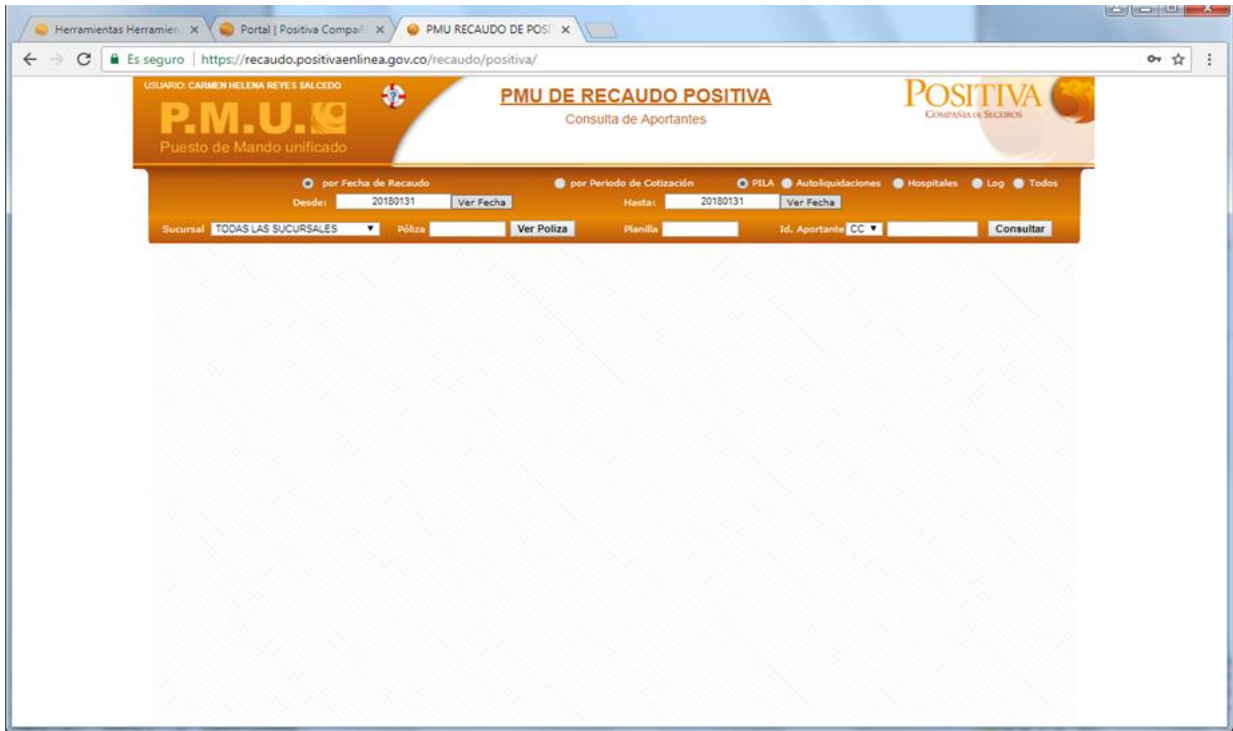 Herramientas Herramien
Portal | Positiva Compañ
PMU RECAUDO DE POSI
Es seguro | https://recaudo.positivaenlinea.gov.co/recaudo/positiva/
USUARIO: CARMEN HELENA REYES SALCEDO
P.M.U.
Puesto de Mando unificado
PMU DE RECAUDO POSITIVA
Consulta de Aportantes
POSITIVA
COMPAÑIA DE SEGUROS
por Fecha de Recaudo por Periodo de Cotización PILA Autoliquidaciones Hospitales Log Todos
Desde: 20180131 Ver Fecha Hasta: 20180131 Ver Fecha
Sucursal TODAS LAS SUCURSALES Póliza Ver Poliza Planilla Id. Aportante CC Consultar